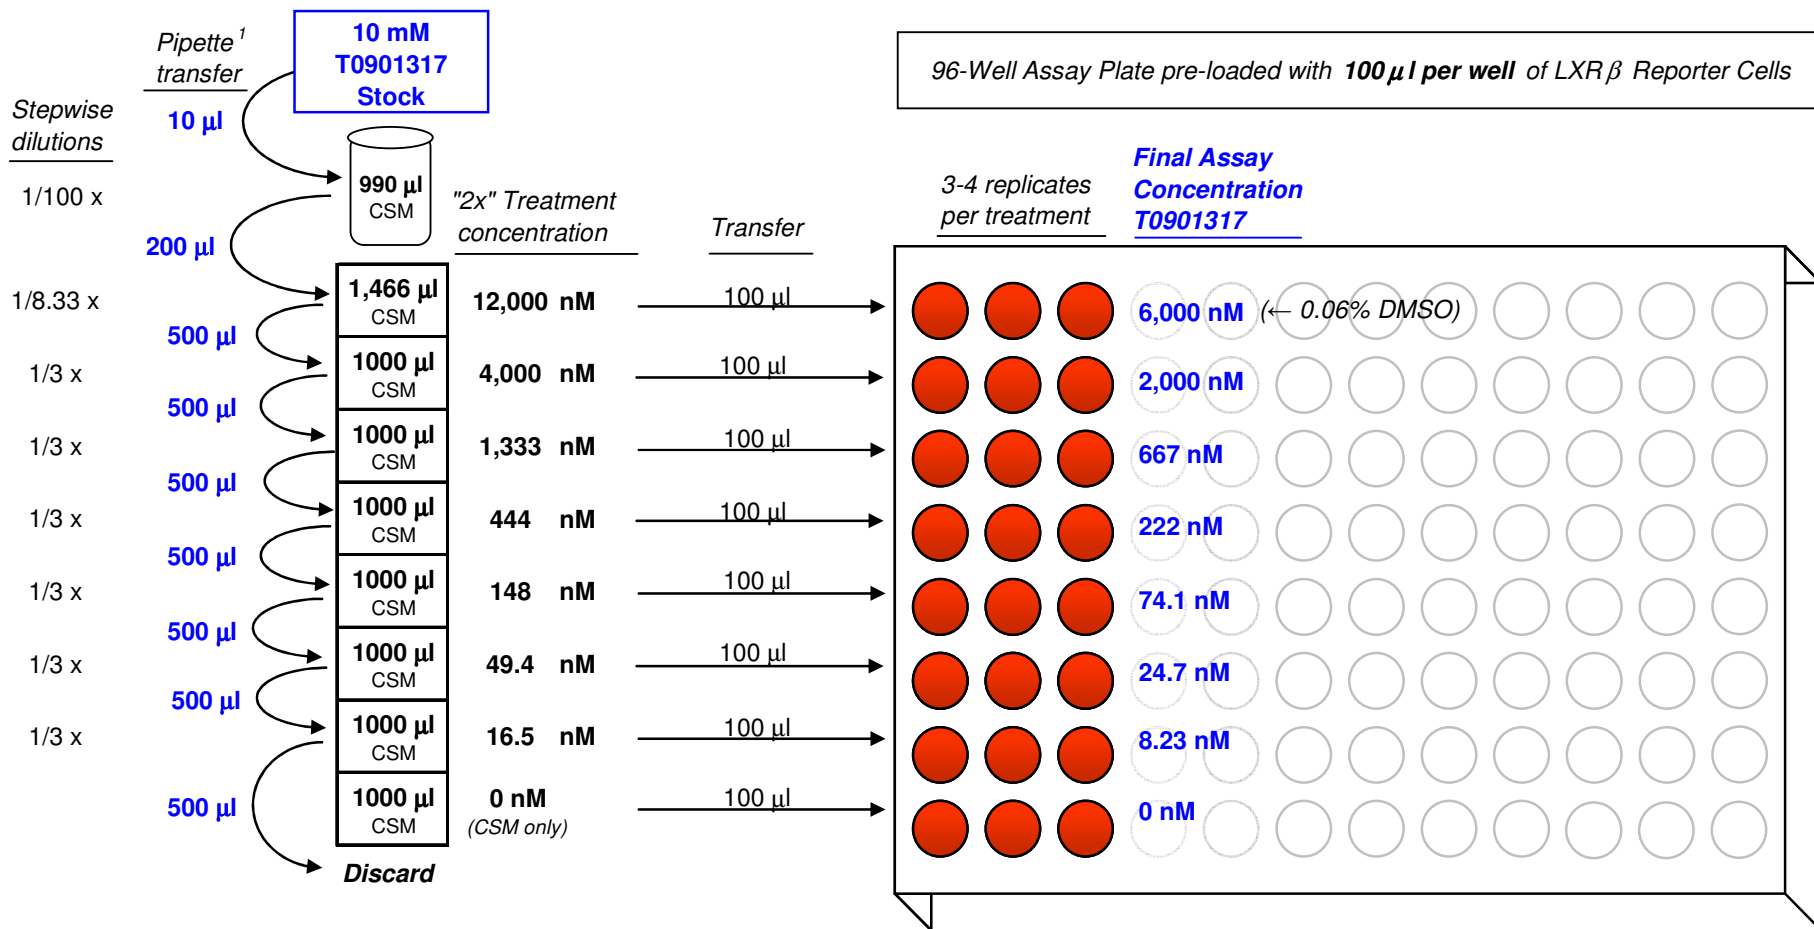 10 mM
T0901317
Stock
Pipette 1
transfer
10 µl
96-Well Assay Plate pre-loaded with 100 µl per well of LXRβ Reporter Cells
Stepwise
dilutions
1/100 x
990 µl
CSM
200 µl
"2x" Treatment
concentration
Transfer
3-4 replicates
per treatment
Final Assay
Concentration
T0901317
1/8.33 x
1,466 µl
CSM
12,000 nM
100 µl
6,000 nM (← 0.06% DMSO)
500 µl
1/3 x
1000 µl
CSM
4,000 nM
100 µl
2,000 nM
500 µl
1/3 x
1000 µl
CSM
1,333 nM
100 µl
667 nM
500 µl
1/3 x
1000 µl
CSM
444 nM
100 µl
222 nM
500 µl
1/3 x
1000 µl
CSM
148 nM
100 µl
74.1 nM
500 µl
1/3 x
1000 µl
CSM
49.4 nM
100 µl
24.7 nM
500 µl
1/3 x
1000 µl
CSM
16.5 nM
100 µl
8.23 nM
500 µl
1000 µl
CSM
0 nM
(CSM only)
100 µl
0 nM
Discard